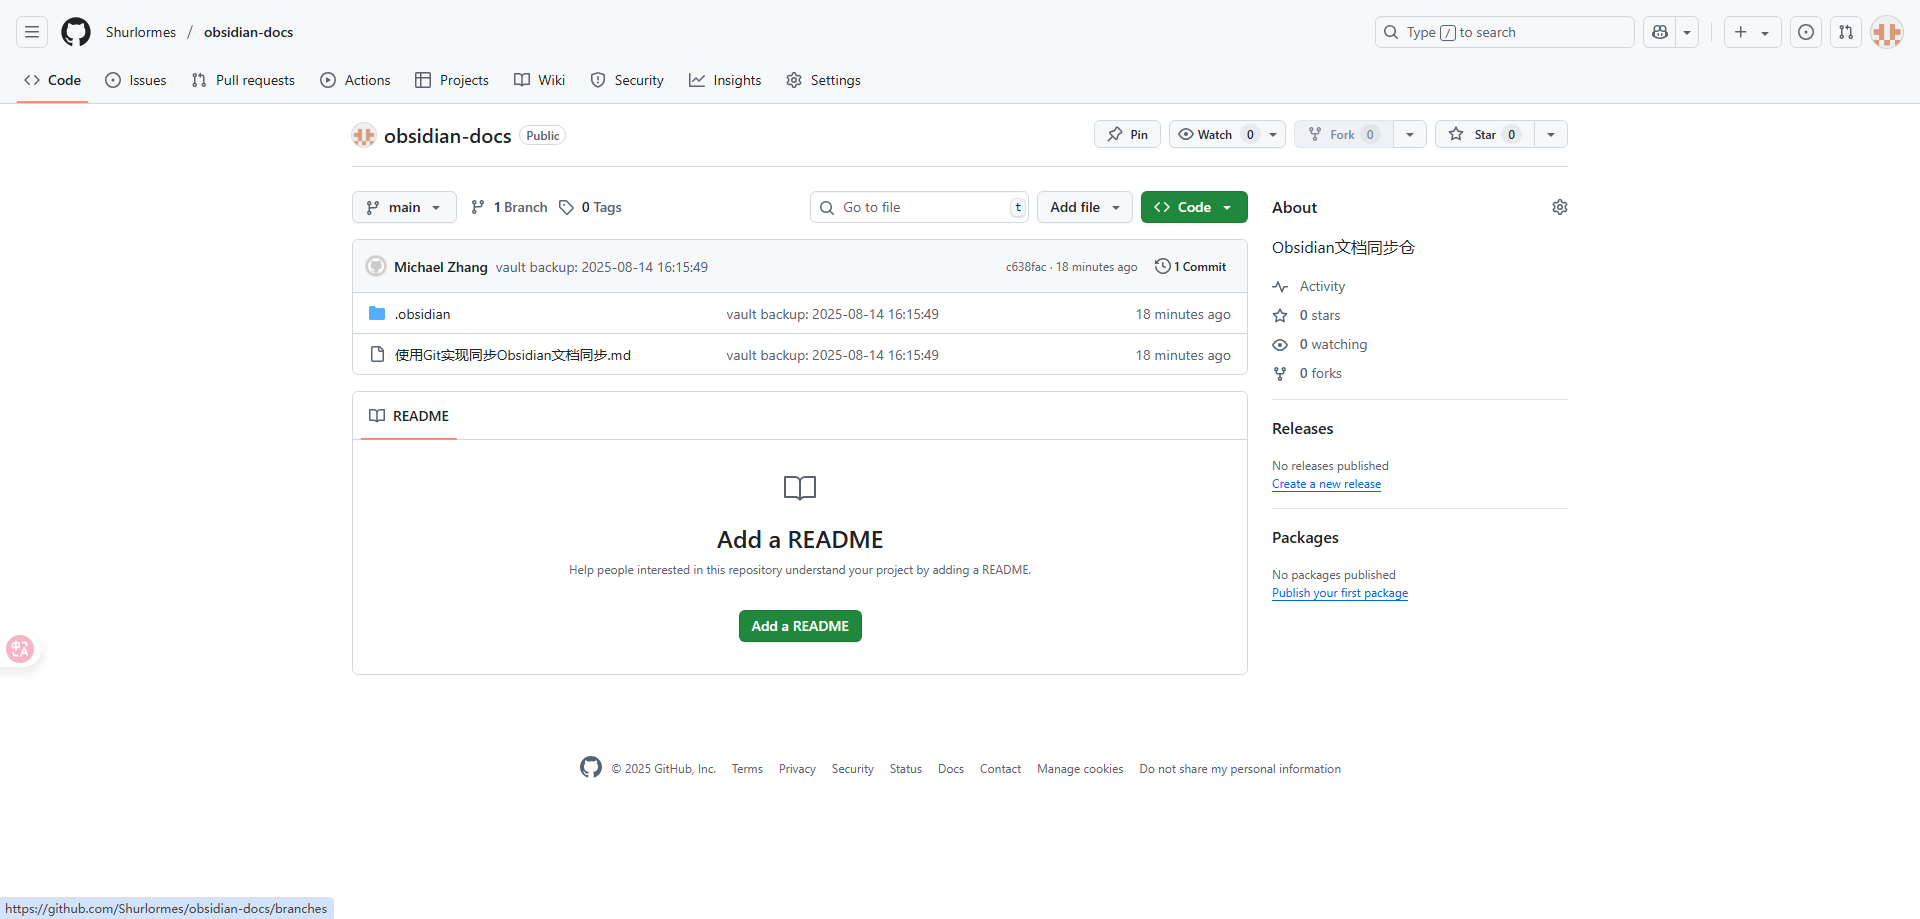 Shurlormes / obsidian-docs
Type / to search
Code Issues Pull requests Actions Projects Wiki Security Insights Settings
obsidian-docs Public
Pin Watch 0 Fork 0 Star 0
main 1 Branch 0 Tags
Go to file t Add file Code
Michael Zhang vault backup: 2025-08-14 16:15:49 c638fac · 18 minutes ago 1 Commit
.obsidian vault backup: 2025-08-14 16:15:49 18 minutes ago
使用Git实现同步Obsidian文档同步.md vault backup: 2025-08-14 16:15:49 18 minutes ago
README
Add a README
Help people interested in this repository understand your project by adding a README.
Add a README
About
Obsidian文档同步仓
Activity
0 stars
0 watching
0 forks
Releases
No releases published
Create a new release
Packages
No packages published
Publish your first package
中A
© 2025 GitHub, Inc. Terms Privacy Security Status Docs Contact Manage cookies Do not share my personal information
https://github.com/Shurlormes/obsidian-docs/branches